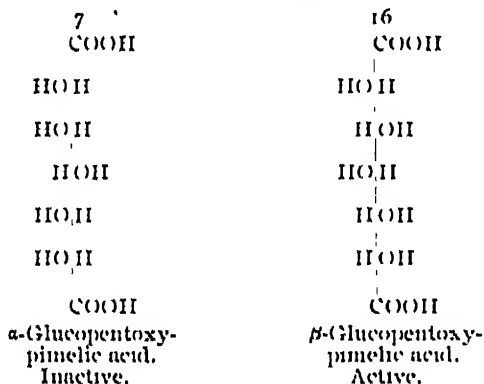 7
COOH
HOH
HOH
HOH
HOH
HOH
COOH
α-Glucopentoxy-
pimelic acid.
Inactive.
16
COOH
HOH
HOH
HOH
HOH
HOH
COOH
β-Glucopentoxy-
pimelic acid.
Active.